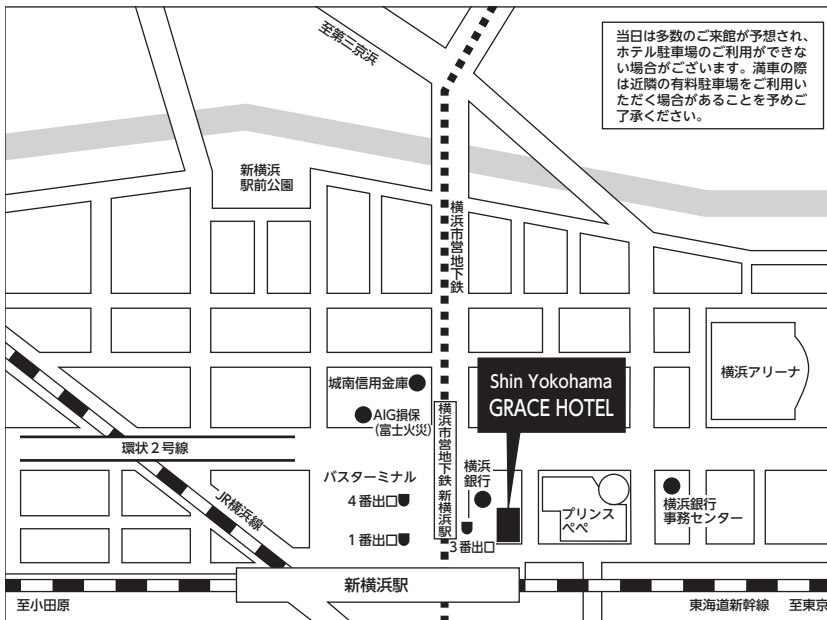 至第三京浜
当日は多数のご来館が予想され、
ホテル駐車場のご利用ができな
い場合がございます。満車の際
は近隣の有料駐車場をご利用い
ただく場合があることを予めご
了承ください。
新横浜
駅前公園
横浜市営地下鉄
横浜アリーナ
城南信用金庫
AIG損保
(富士火災)
Shin Yokohama
GRACE HOTEL
環状2号線
JR横浜線
バスターミナル
4番出口
1番出口
横浜市営地下鉄 新横浜駅
横浜
銀行
3番出口
プリンス
ペペ
横浜銀行
事務センター
新横浜駅
至小田原
東海道新幹線
至東京